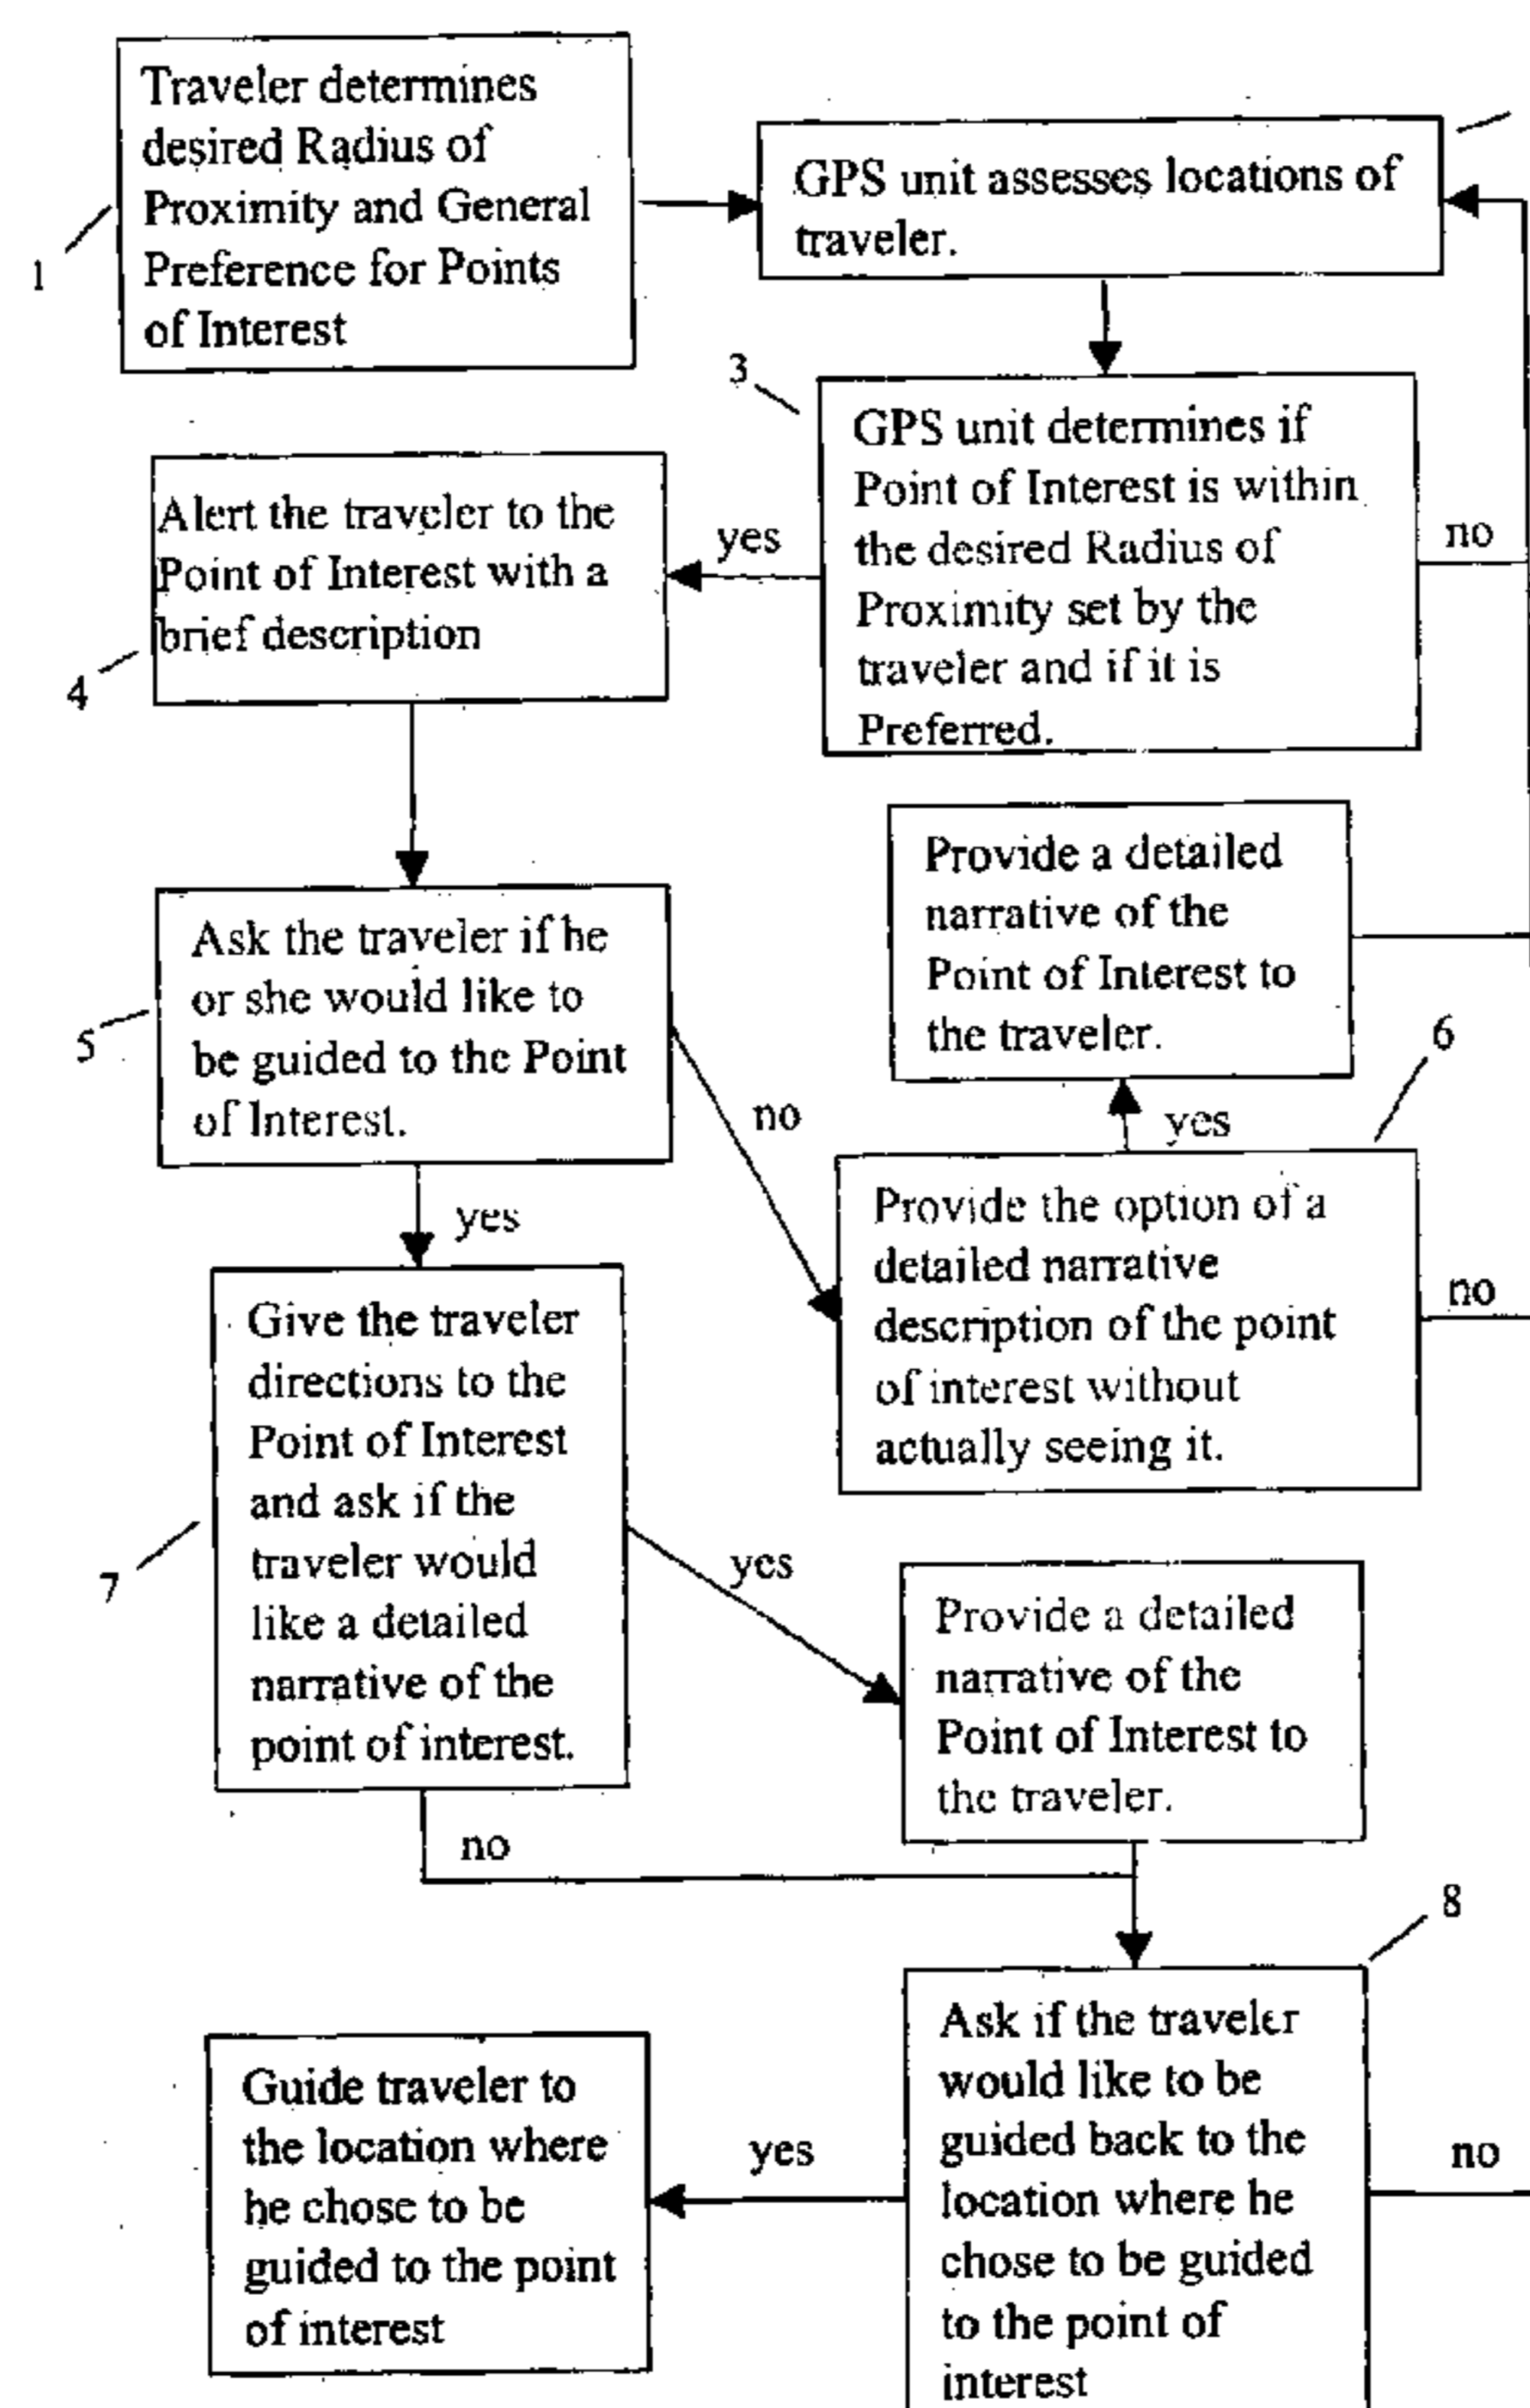 Traveler determines
desired Radius of
Proximity and General
Preference for Points
of Interest
1
GPS unit assesses locations of
traveler.
3
GPS unit determines if
Point of Interest is within
the desired Radius of
Proximity set by the
traveler and if it is
Preferred.
yes
no
Alert the traveler to the
Point of Interest with a
brief description
4
Ask the traveler if he
or she would like to
be guided to the Point
of Interest.
5
no
yes
Provide a detailed
narrative of the
Point of Interest to
the traveler.
6
yes
Provide the option of a
detailed narrative
description of the point
of interest without
actually seeing it.
no
Give the traveler
directions to the
Point of Interest
and ask if the
traveler would
like a detailed
narrative of the
point of interest.
7
yes
no
Provide a detailed
narrative of the
Point of Interest to
the traveler.
8
Ask if the traveler
would like to be
guided back to the
location where he
chose to be guided
to the point of
interest
yes
no
Guide traveler to
the location where
he chose to be
guided to the point
of interest